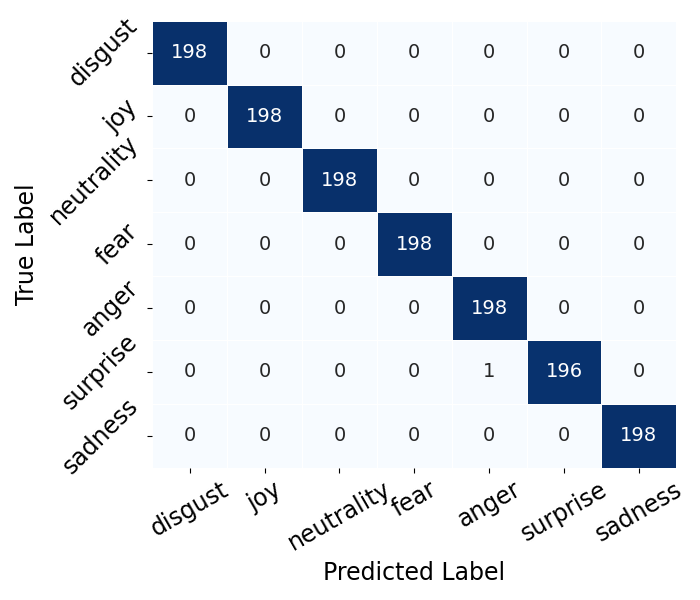 disgust 198 0 0 0 0 0 0
joy 0 198 0 0 0 0 0
neutrality 0 0 198 0 0 0 0
fear 0 0 0 198 0 0 0
anger 0 0 0 0 198 0 0
surprise 0 0 0 0 1 196 0
sadness 0 0 0 0 0 0 198
True Label
disgust joy neutrality fear anger surprise sadness
Predicted Label